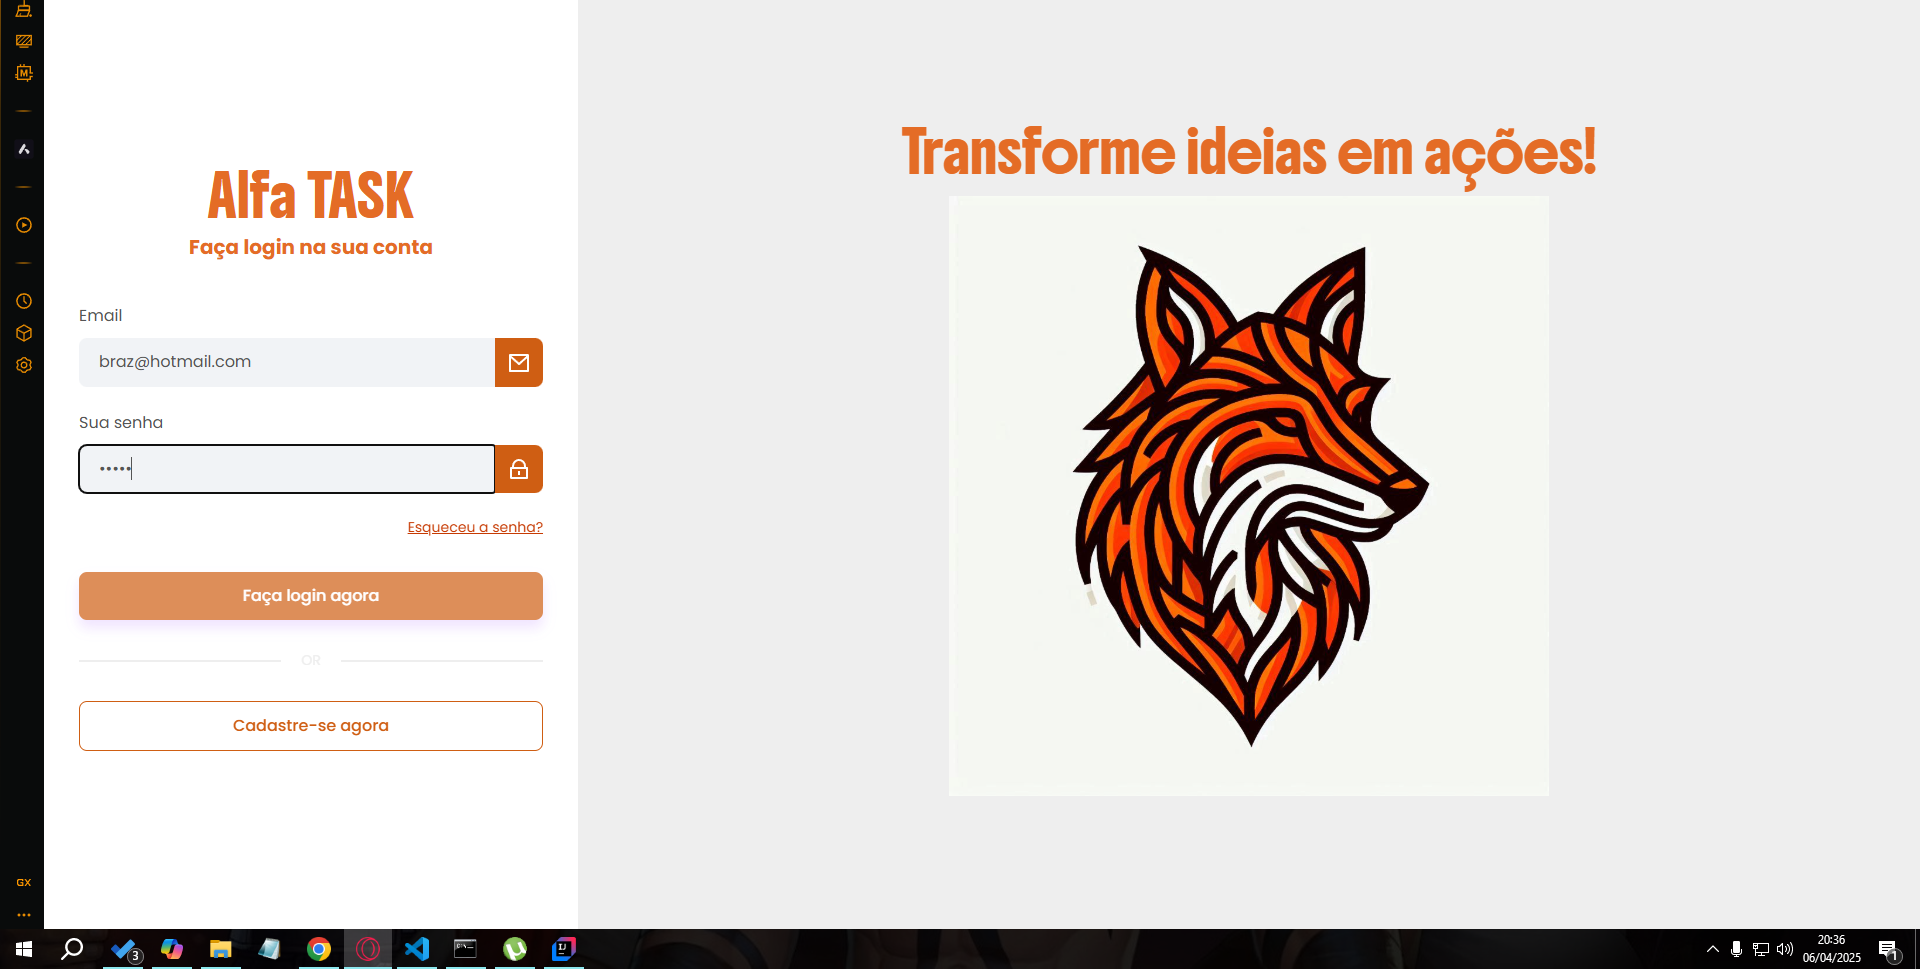 Transforme ideias em ações!
Alfa TASK
Faça login na sua conta
Email
braz@hotmail.com
Sua senha
•••••
Esqueceu a senha?
Faça login agora
OR
Cadastre-se agora
M
GX
3
IJ
20:36
06/04/2025
1